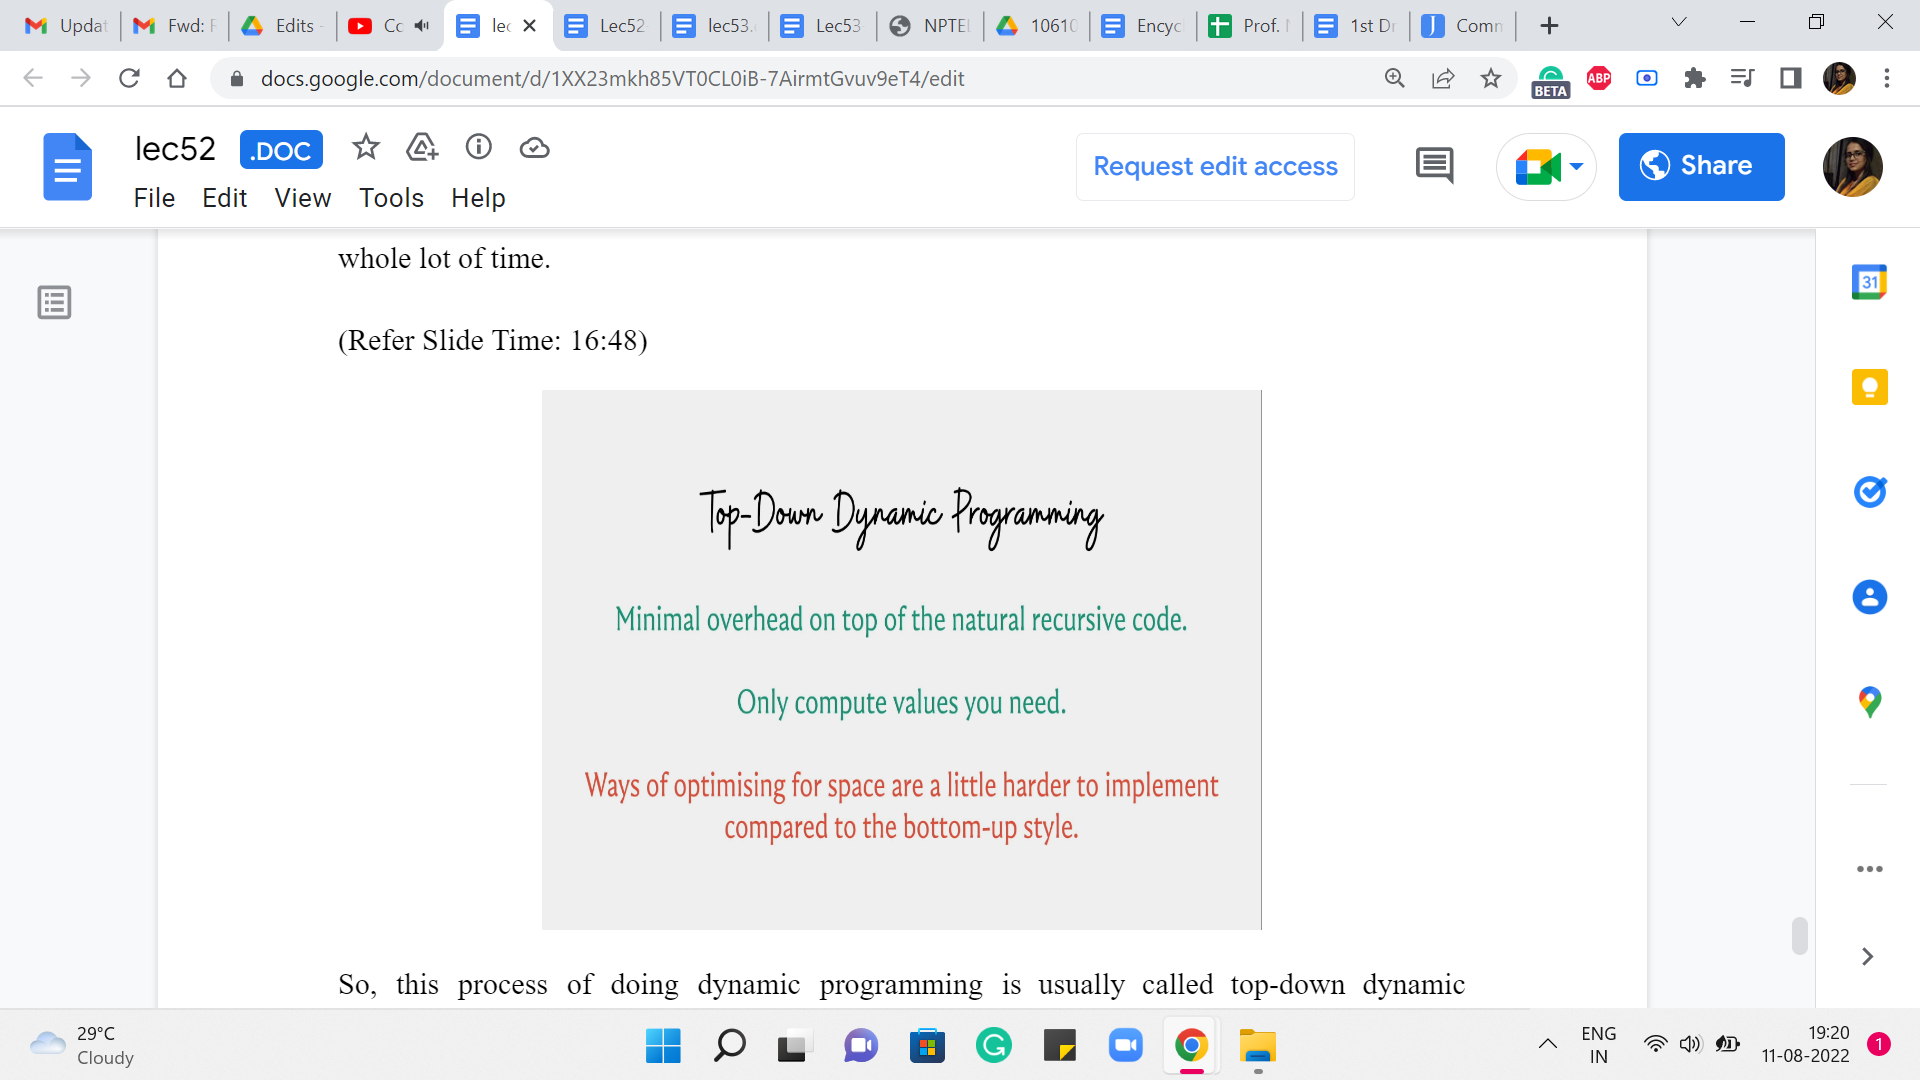 Updat
Fwd: F
Edits -
Cc
lec
Lec52
lec53.
Lec53
NPTEL
10610
Encyc
Prof. N
1st Dr
Comm
docs.google.com/document/d/1XX23mkh85VT0CL0iB-7AirmtGvuv9eT4/edit
BETA
ABP
lec52
.DOC
File Edit View Tools Help
Request edit access
Share
31
whole lot of time.
(Refer Slide Time: 16:48)
Top-Down Dynamic Programming
Minimal overhead on top of the natural recursive code.
Only compute values you need.
Ways of optimising for space are a little harder to implement
compared to the bottom-up style.
So, this process of doing dynamic programming is usually called top-down dynamic
29°C
Cloudy
ENG
IN
19:20
11-08-2022
1